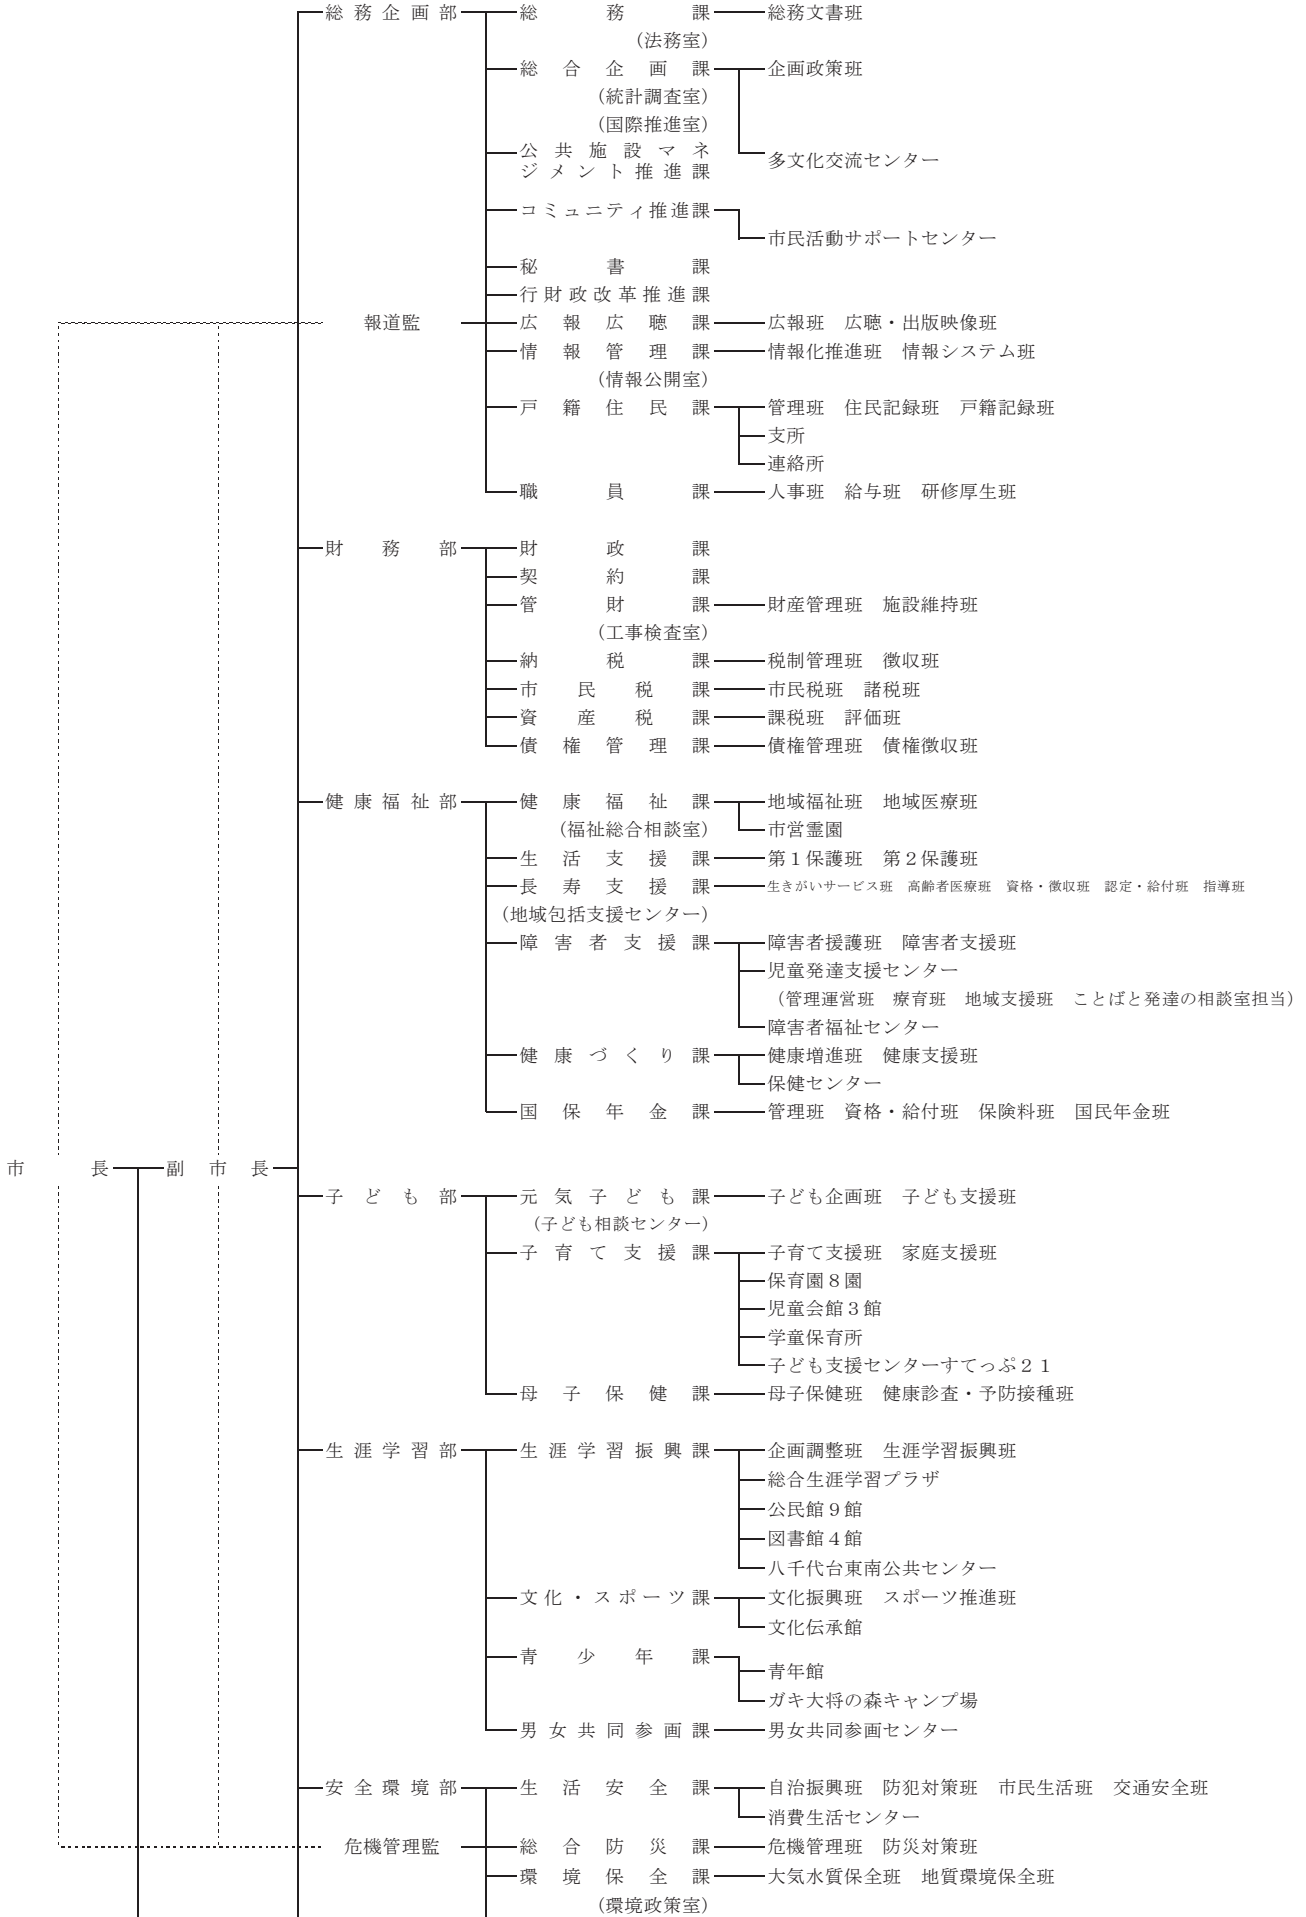 総務企画部 総務課 総務文書班
（法務室）
総合企画課 企画政策班
（統計調査室）
（国際推進室）
公共施設マネ
ジメント推進課 多文化交流センター
コミュニティ推進課
市民活動サポートセンター
秘書課
行財政改革推進課
報道監 広報広聴課 広報班 広聴・出版映像班
情報管理課 情報化推進班 情報システム班
（情報公開室）
戸籍住民課 管理班 住民記録班 戸籍記録班
支所
連絡所
職員課 人事班 給与班 研修厚生班
財務部 財政課
契約課
管財課 財産管理班 施設維持班
（工事検査室）
納税課 税制管理班 徴収班
市民税課 市民税班 諸税班
資産税課 課税班 評価班
債権管理課 債権管理班 債権徴収班
健康福祉部 健康福祉課 地域福祉班 地域医療班
（福祉総合相談室） 市営霊園
生活支援課 第１保護班 第２保護班
長寿支援課 生きがいサービス班 高齢者医療班 資格・徴収班 認定・給付班 指導班
（地域包括支援センター）
障害者支援課 障害者援護班 障害者支援班
児童発達支援センター
（管理運営班 療育班 地域支援班 ことばと発達の相談室担当）
障害者福祉センター
健康づくり課 健康増進班 健康支援班
保健センター
国保年金課 管理班 資格・給付班 保険料班 国民年金班
市長 副市長
子ども部 元気子ども課 子ども企画班 子ども支援班
（子ども相談センター）
子育て支援課 子育て支援班 家庭支援班
保育園８園
児童会館３館
学童保育所
子ども支援センターすてっぷ２１
母子保健課 母子保健班 健康診査・予防接種班
生涯学習部 生涯学習振興課 企画調整班 生涯学習振興班
総合生涯学習プラザ
公民館９館
図書館４館
八千代台東南公共センター
文化・スポーツ課 文化振興班 スポーツ推進班
文化伝承館
青少年課
青年館
ガキ大将の森キャンプ場
男女共同参画課 男女共同参画センター
安全環境部 生活安全課 自治振興班 防犯対策班 市民生活班 交通安全班
消費生活センター
危機管理監 総合防災課 危機管理班 防災対策班
環境保全課 大気水質保全班 地質環境保全班
（環境政策室）